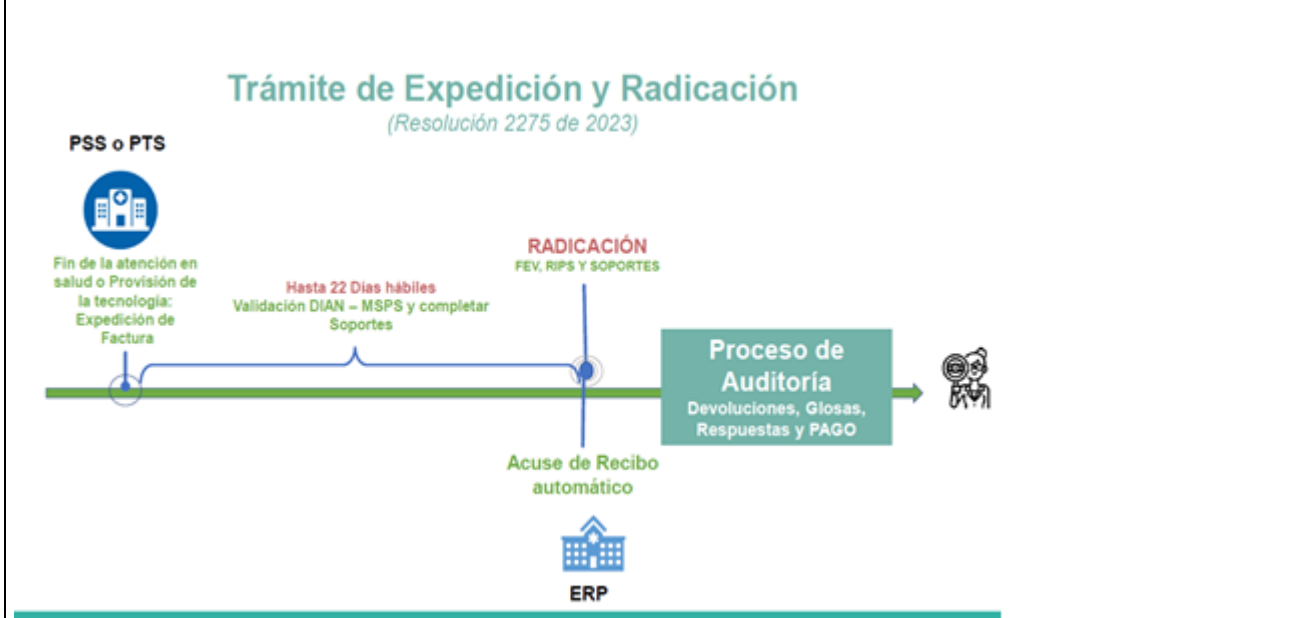 Trámite de Expedición y Radicación
(Resolución 2275 de 2023)
PSS o PTS
Fin de la atención en
salud o Provisión de
la tecnología:
Expedición de
Factura
Hasta 22 Días hábiles
Validación DIAN – MSPS y completar
Soportes
RADICACIÓN
FEV, RIPS Y SOPORTES
Proceso de
Auditoría
Devoluciones, Glosas,
Respuestas y PAGO
Acuse de Recibo
automático
ERP